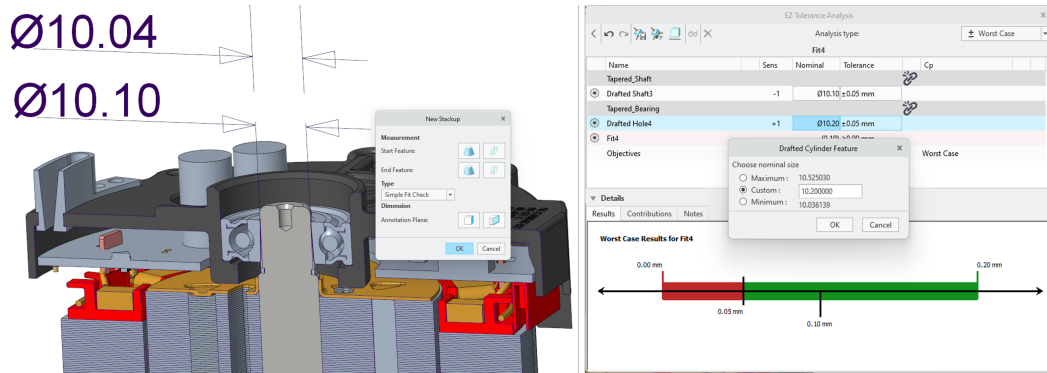 Ø10.04
Ø10.10
New Stackup ×
Measurement
Start Feature:
End Feature:
Type
Simple Fit Check
Dimension
Annotation Plane:
OK Cancel
EZ Tolerance Analysis ×
Analysis type: ± Worst Case
Fit4
Name Sens Nominal Tolerance Cp
Tapered_Shaft
Drafted Shaft3 -1 Ø10.10 ±0.05 mm
Tapered_Bearing
Drafted Hole4 +1 Ø10.20 ±0.05 mm
Fit4
Objectives Worst Case
Drafted Cylinder Feature ×
Choose nominal size
Maximum : 10.525030
Custom : 10.200000
Minimum : 10.036139
OK Cancel
Details
Results Contributions Notes
Worst Case Results for Fit4
0.00 mm 0.20 mm
0.05 mm
0.10 mm